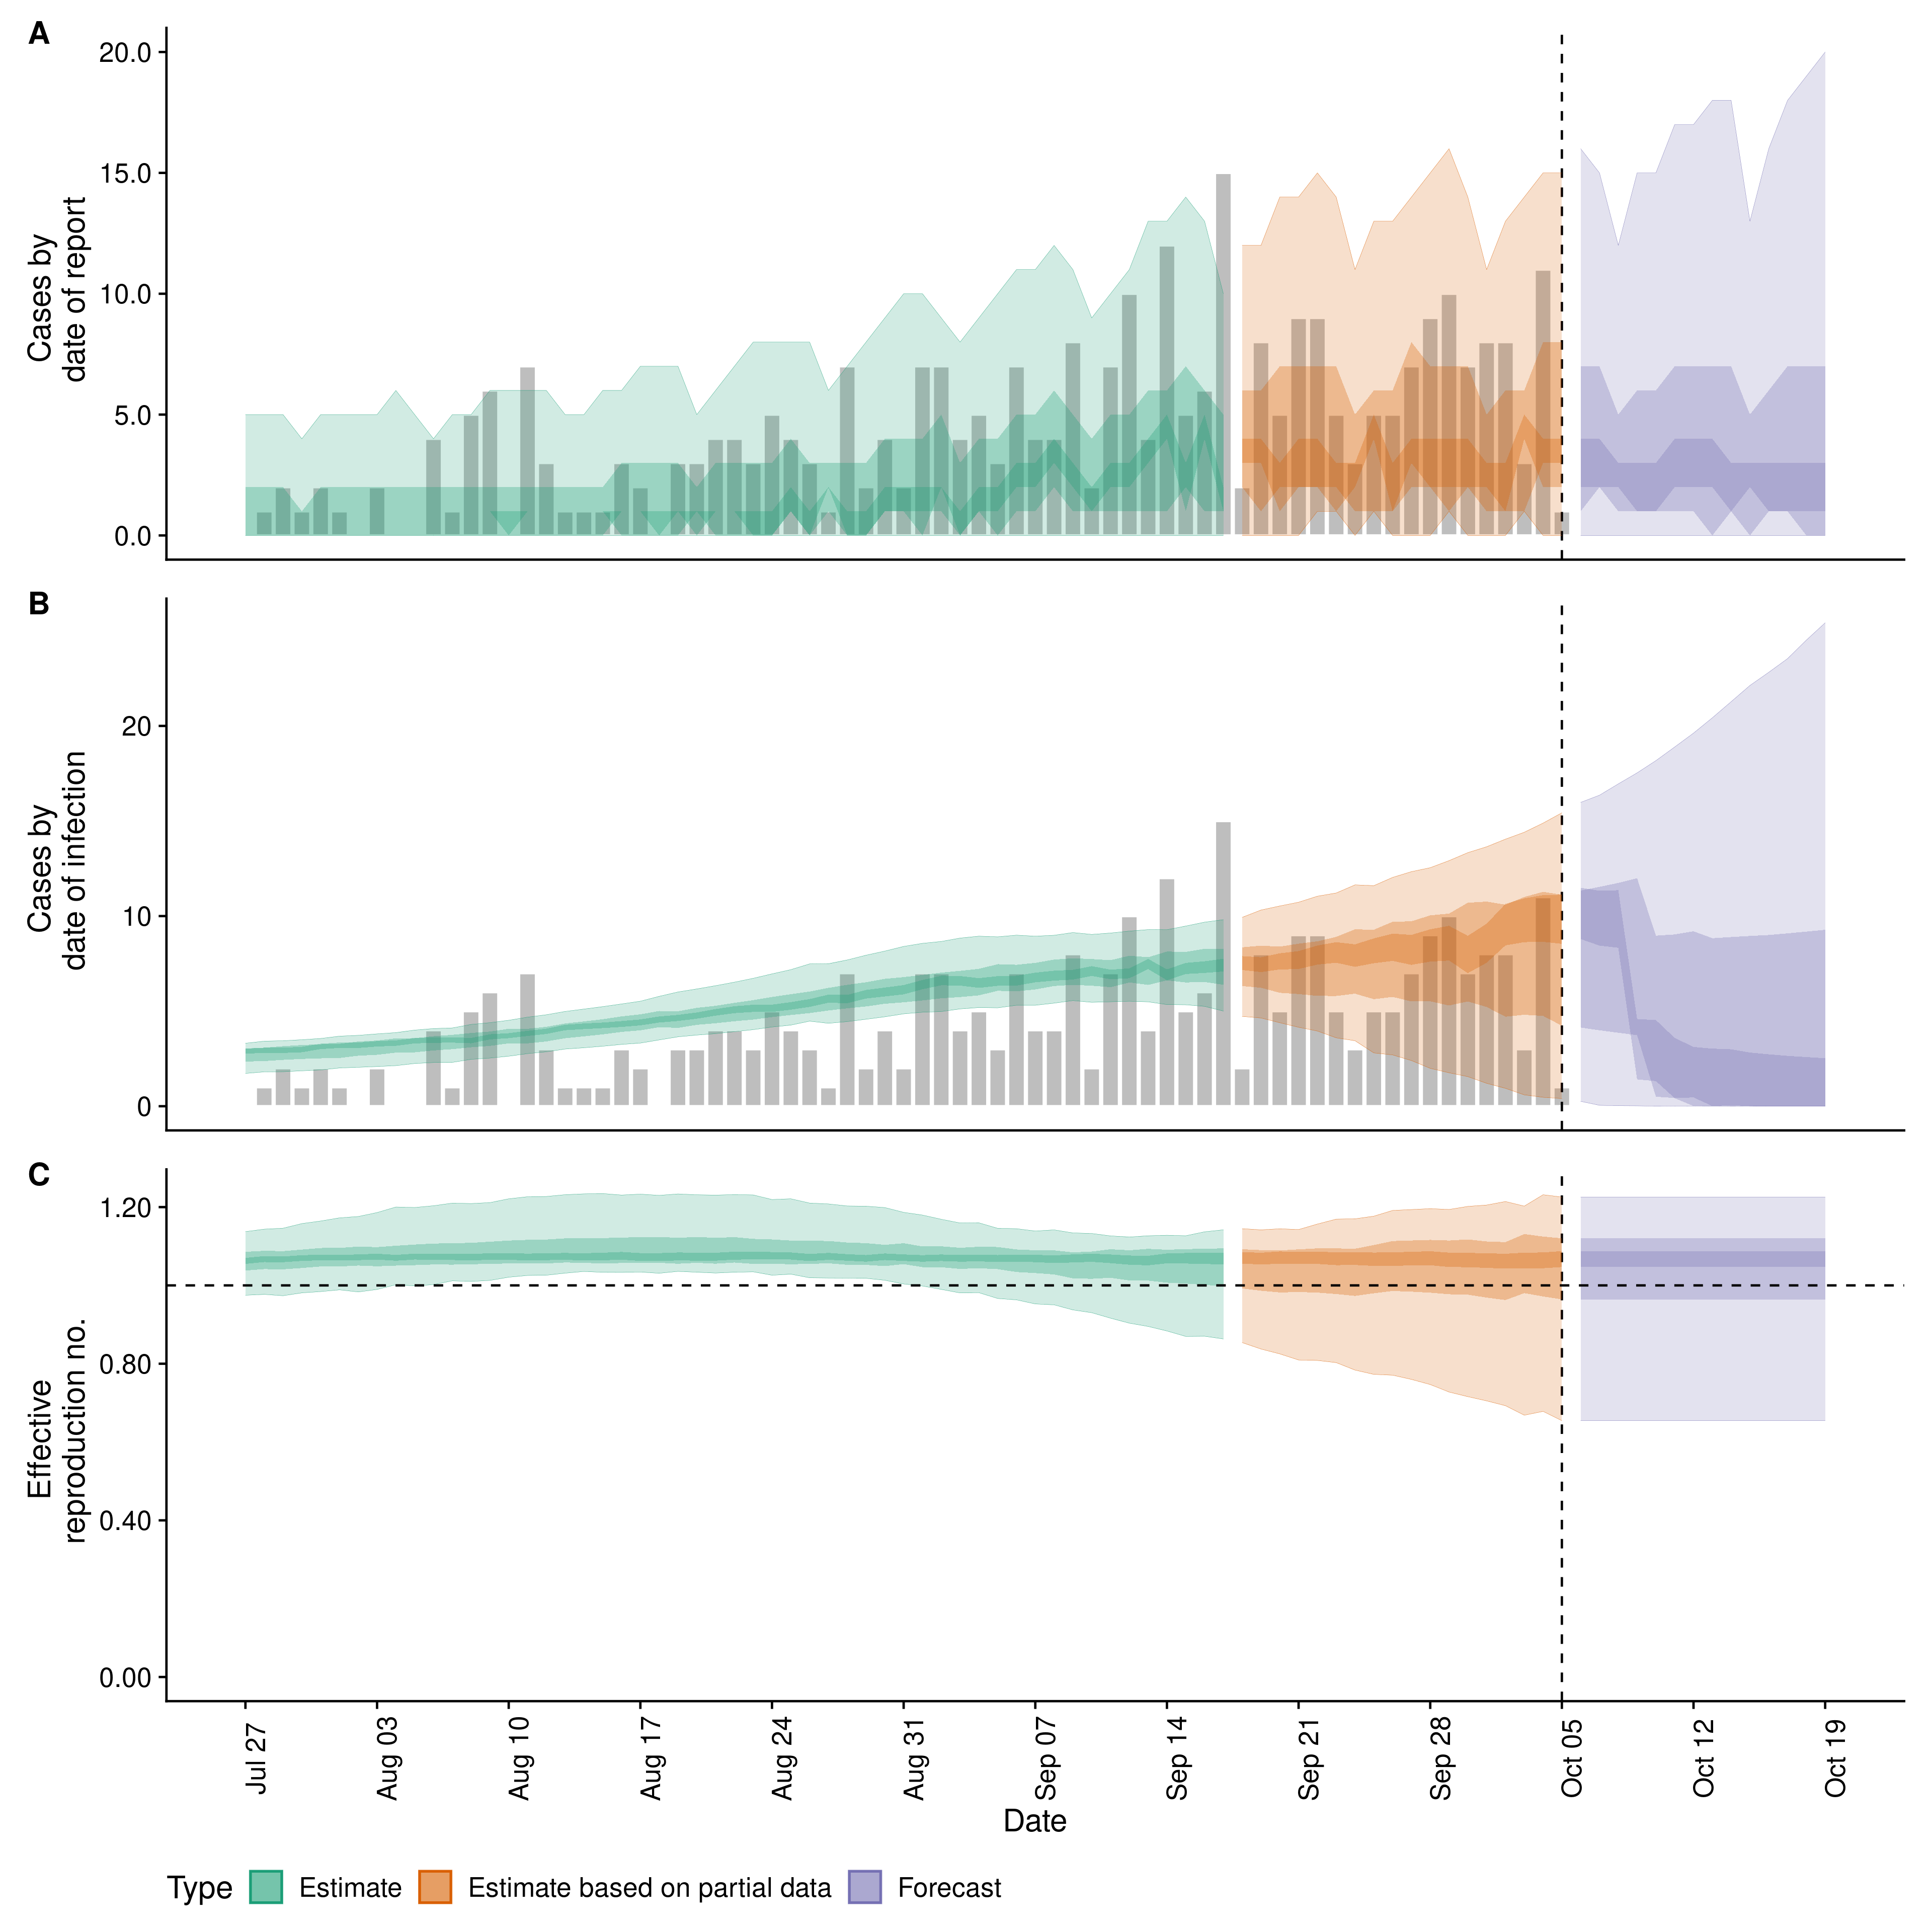 A
20.0
15.0
10.0
5.0
0.0
Cases by
date of report
B
20
10
0
Cases by
date of infection
C
1.20
0.80
0.40
0.00
Effective
reproduction no.
Jul 27
Aug 03
Aug 10
Aug 17
Aug 24
Aug 31
Sep 07
Sep 14
Sep 21
Sep 28
Oct 05
Oct 12
Oct 19
Date
Type Estimate Estimate based on partial data Forecast